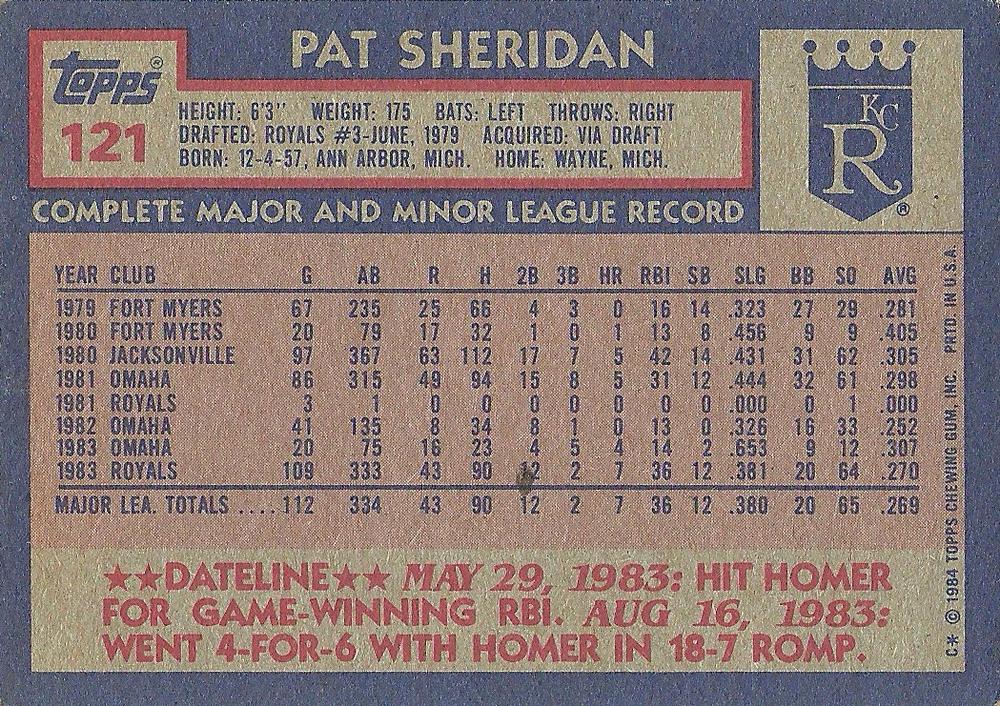 PAT SHERIDAN
TOPPS®
121
HEIGHT: 6'3" WEIGHT: 175 BATS: LEFT THROWS: RIGHT
DRAFTED: ROYALS #3-JUNE, 1979 ACQUIRED: VIA DRAFT
BORN: 12-4-57, ANN ARBOR, MICH. HOME: WAYNE, MICH.
KC
R
®
COMPLETE MAJOR AND MINOR LEAGUE RECORD
YEAR CLUB G AB R H 2B 3B HR RBI SB SLG BB SO AVG
1979 FORT MYERS 67 235 25 66 4 3 0 16 14 .323 27 29 .281
1980 FORT MYERS 20 79 17 32 1 0 1 13 8 .456 9 9 .405
1980 JACKSONVILLE 97 367 63 112 17 7 5 42 14 .431 31 62 .305
1981 OMAHA 86 315 49 94 15 8 5 31 12 .444 32 61 .298
1981 ROYALS 3 1 0 0 0 0 0 0 0 .000 0 1 .000
1982 OMAHA 41 135 8 34 8 1 0 13 0 .326 16 33 .252
1983 OMAHA 20 75 16 23 4 5 4 14 2 .653 9 12 .307
1983 ROYALS 109 333 43 90 12 2 7 36 12 .381 20 64 .270
MAJOR LEA. TOTALS .... 112 334 43 90 12 2 7 36 12 .380 20 65 .269
★★DATELINE★★ MAY 29, 1983: HIT HOMER
FOR GAME-WINNING RBI. AUG 16, 1983:
WENT 4-FOR-6 WITH HOMER IN 18-7 ROMP.
C* © 1984 TOPPS CHEWING GUM, INC. PRTD. IN U.S.A.